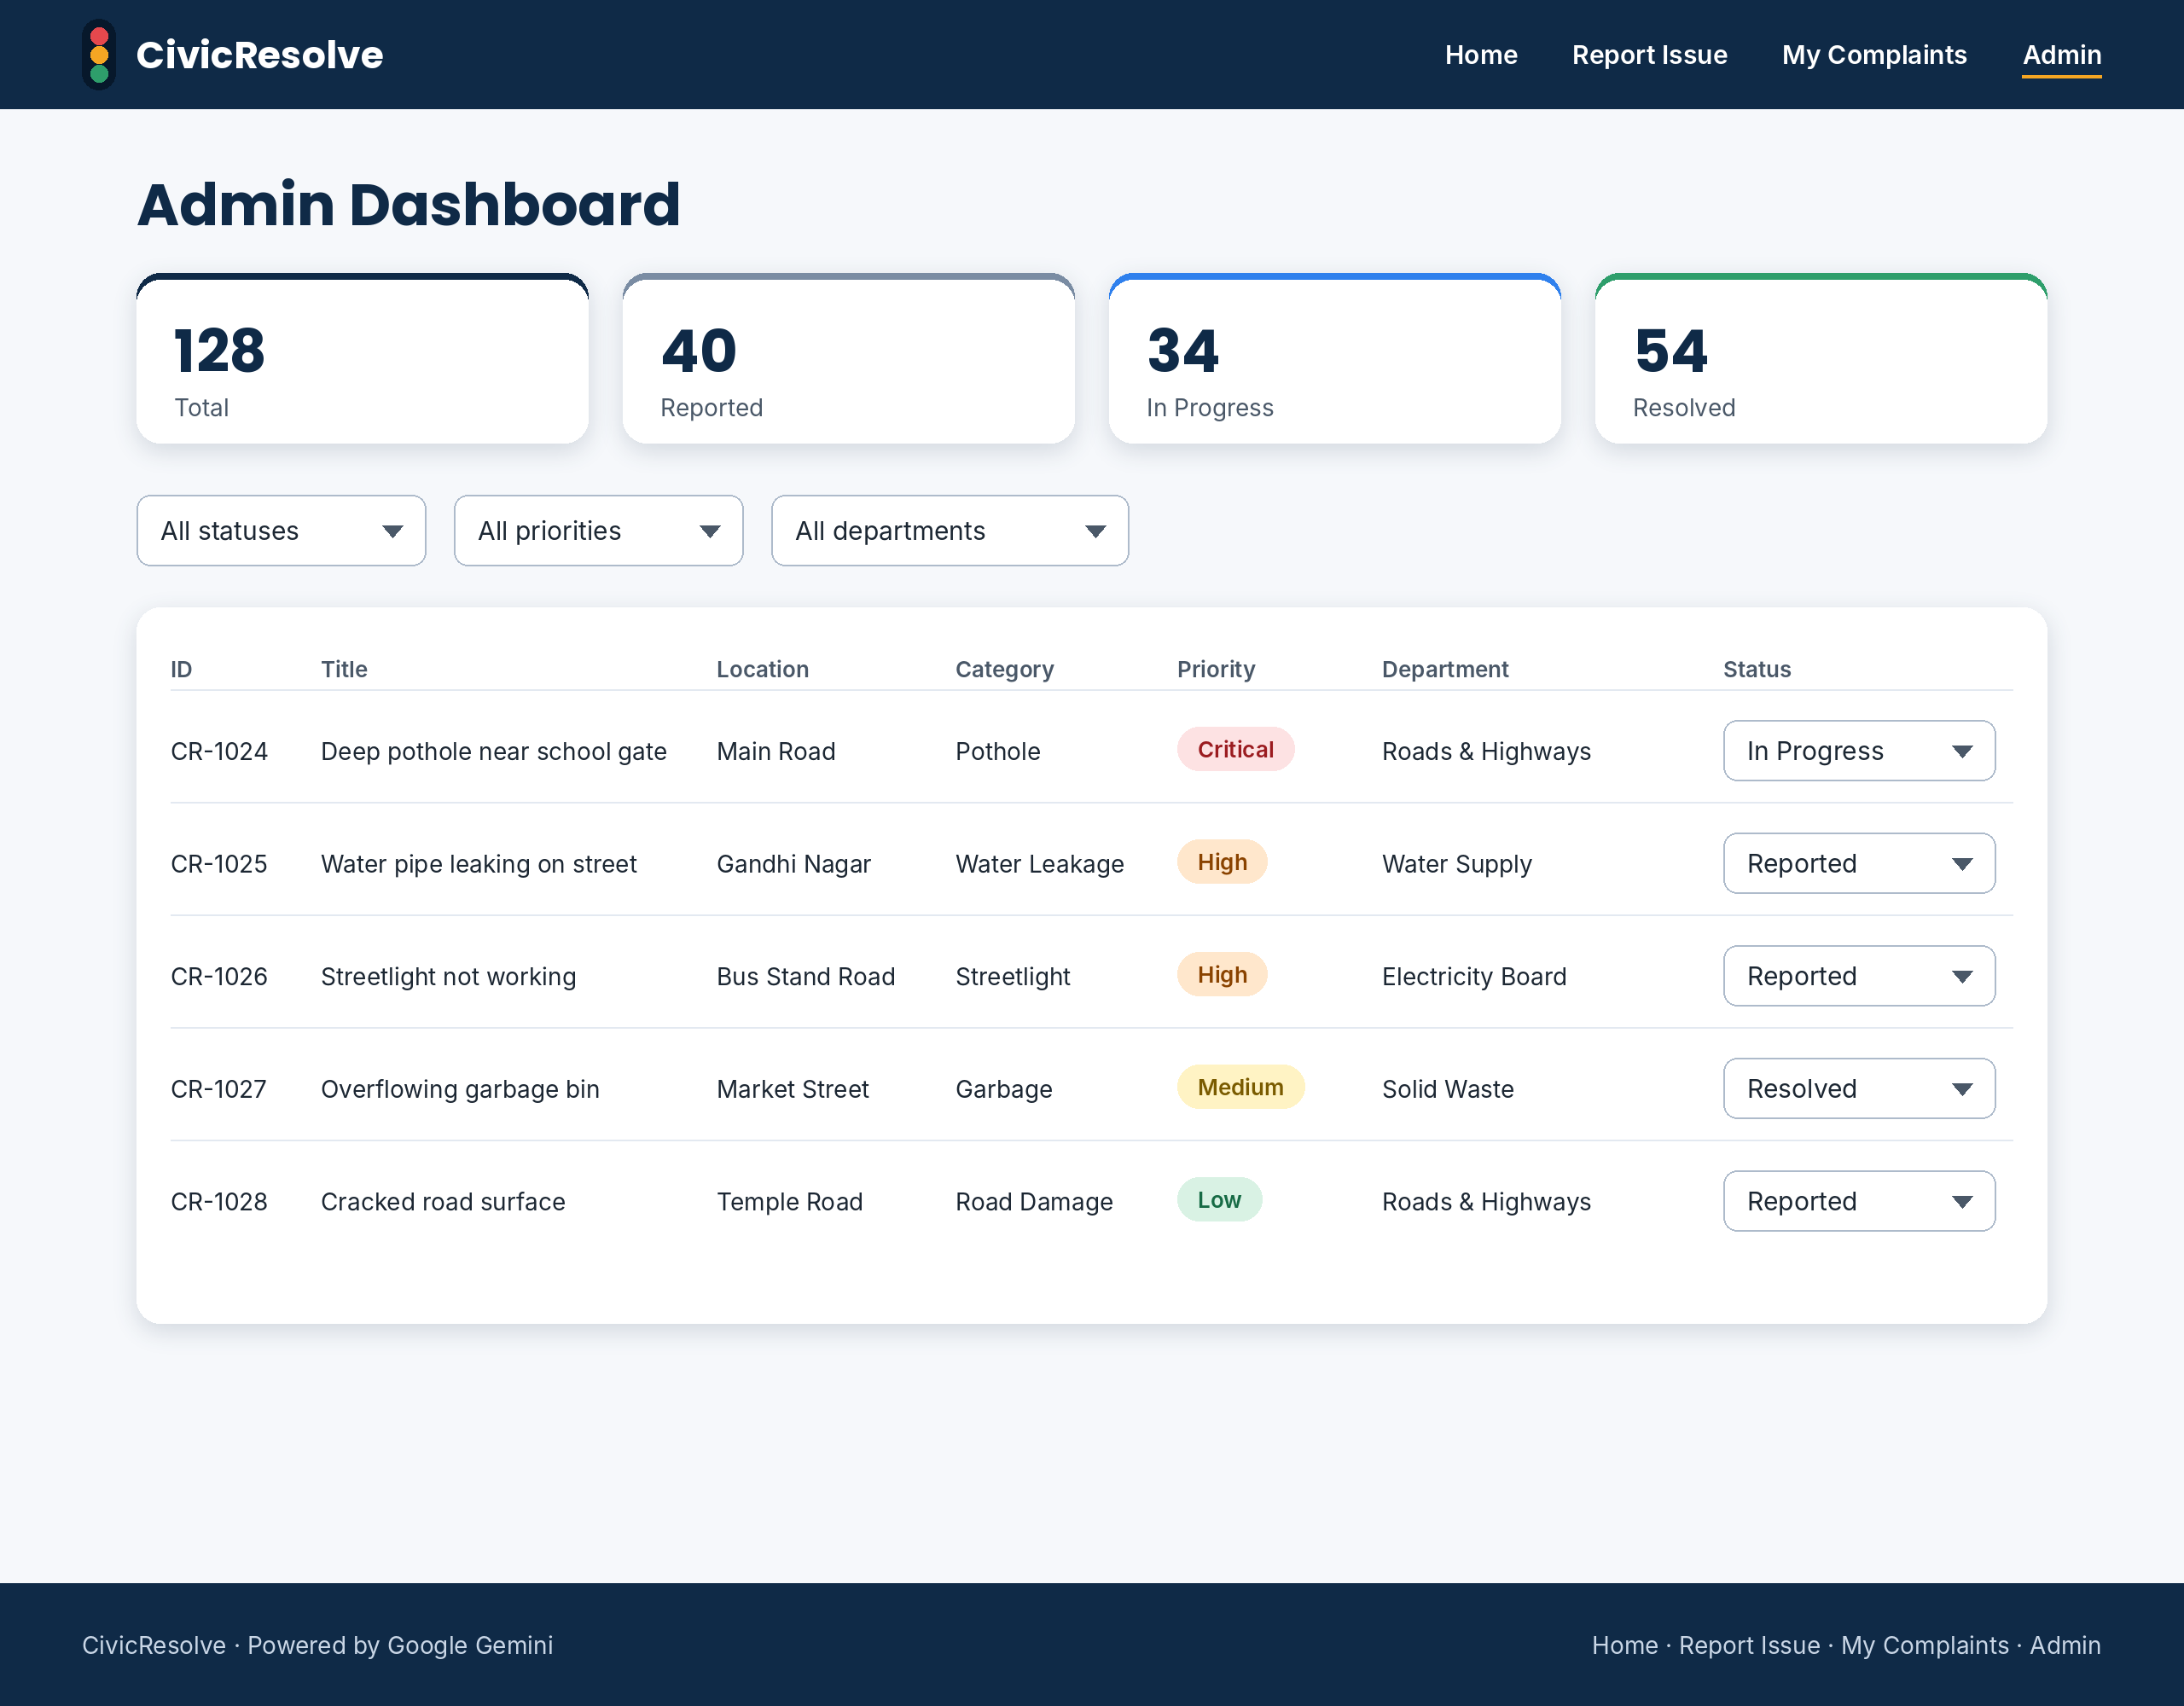 CivicResolve
Home Report Issue My Complaints Admin
Admin Dashboard
128
Total
40
Reported
34
In Progress
54
Resolved
All statuses All priorities All departments
ID Title Location Category Priority Department Status
CR-1024 Deep pothole near school gate Main Road Pothole Critical Roads & Highways In Progress
CR-1025 Water pipe leaking on street Gandhi Nagar Water Leakage High Water Supply Reported
CR-1026 Streetlight not working Bus Stand Road Streetlight High Electricity Board Reported
CR-1027 Overflowing garbage bin Market Street Garbage Medium Solid Waste Resolved
CR-1028 Cracked road surface Temple Road Road Damage Low Roads & Highways Reported
CivicResolve · Powered by Google Gemini
Home · Report Issue · My Complaints · Admin